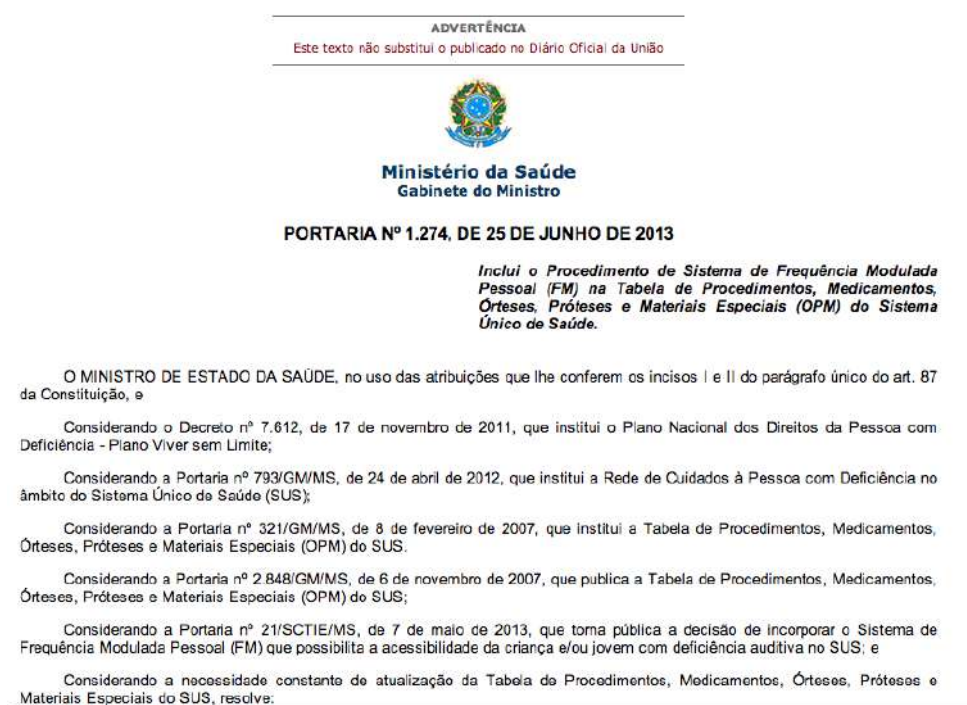 ADVERTÊNCIA
Este texto não substitui o publicado no Diário Oficial da União
Ministério da Saúde
Gabinete do Ministro
PORTARIA Nº 1.274, DE 25 DE JUNHO DE 2013
Inclui o Procedimento de Sistema de Frequência Modulada
Pessoal (FM) na Tabela de Procedimentos, Medicamentos,
Órteses, Próteses e Materiais Especiais (OPM) do Sistema
Único de Saúde.
O MINISTRO DE ESTADO DA SAÚDE, no uso das atribuições que lhe conferem os incisos I e II do parágrafo único do art. 87
da Constituição, e
Considerando o Decreto nº 7.612, de 17 de novembro de 2011, que institui o Plano Nacional dos Direitos da Pessoa com
Deficiência - Plano Viver sem Limite;
Considerando a Portaria nº 793/GM/MS, de 24 de abril de 2012, que institui a Rede de Cuidados à Pessoa com Deficiência no
âmbito do Sistema Único de Saúde (SUS);
Considerando a Portaria nº 321/GM/MS, de 8 de fevereiro de 2007, que institui a Tabela de Procedimentos, Medicamentos,
Órteses, Próteses e Materiais Especiais (OPM) do SUS.
Considerando a Portaria nº 2.848/GM/MS, de 6 de novembro de 2007, que publica a Tabela de Procedimentos, Medicamentos,
Órteses, Próteses e Materiais Especiais (OPM) do SUS;
Considerando a Portaria nº 21/SCTIE/MS, de 7 de maio de 2013, que torna pública a decisão de incorporar o Sistema de
Frequência Modulada Pessoal (FM) que possibilita a acessibilidade da criança e/ou jovem com deficiência auditiva no SUS; e
Considerando a necessidade constante de atualização da Tabela de Procedimentos, Medicamentos, Órteses, Próteses e
Materiais Especiais do SUS, resolve: